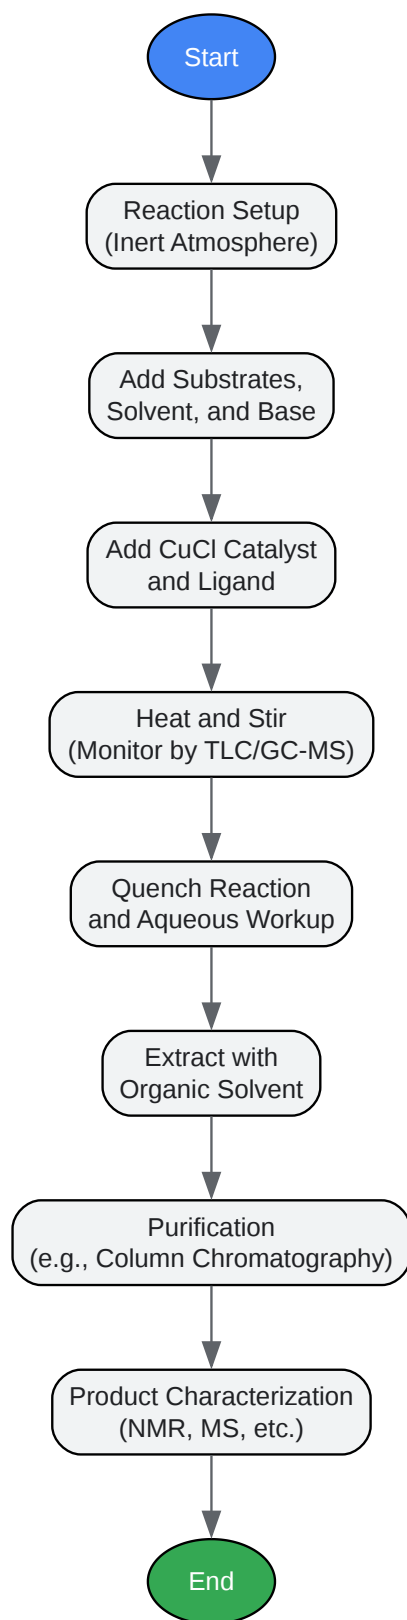 Start
Reaction Setup
(Inert Atmosphere)
Add Substrates,
Solvent, and Base
Add CuCl Catalyst
and Ligand
Heat and Stir
(Monitor by TLC/GC-MS)
Quench Reaction
and Aqueous Workup
Extract with
Organic Solvent
Purification
(e.g., Column Chromatography)
Product Characterization
(NMR, MS, etc.)
End